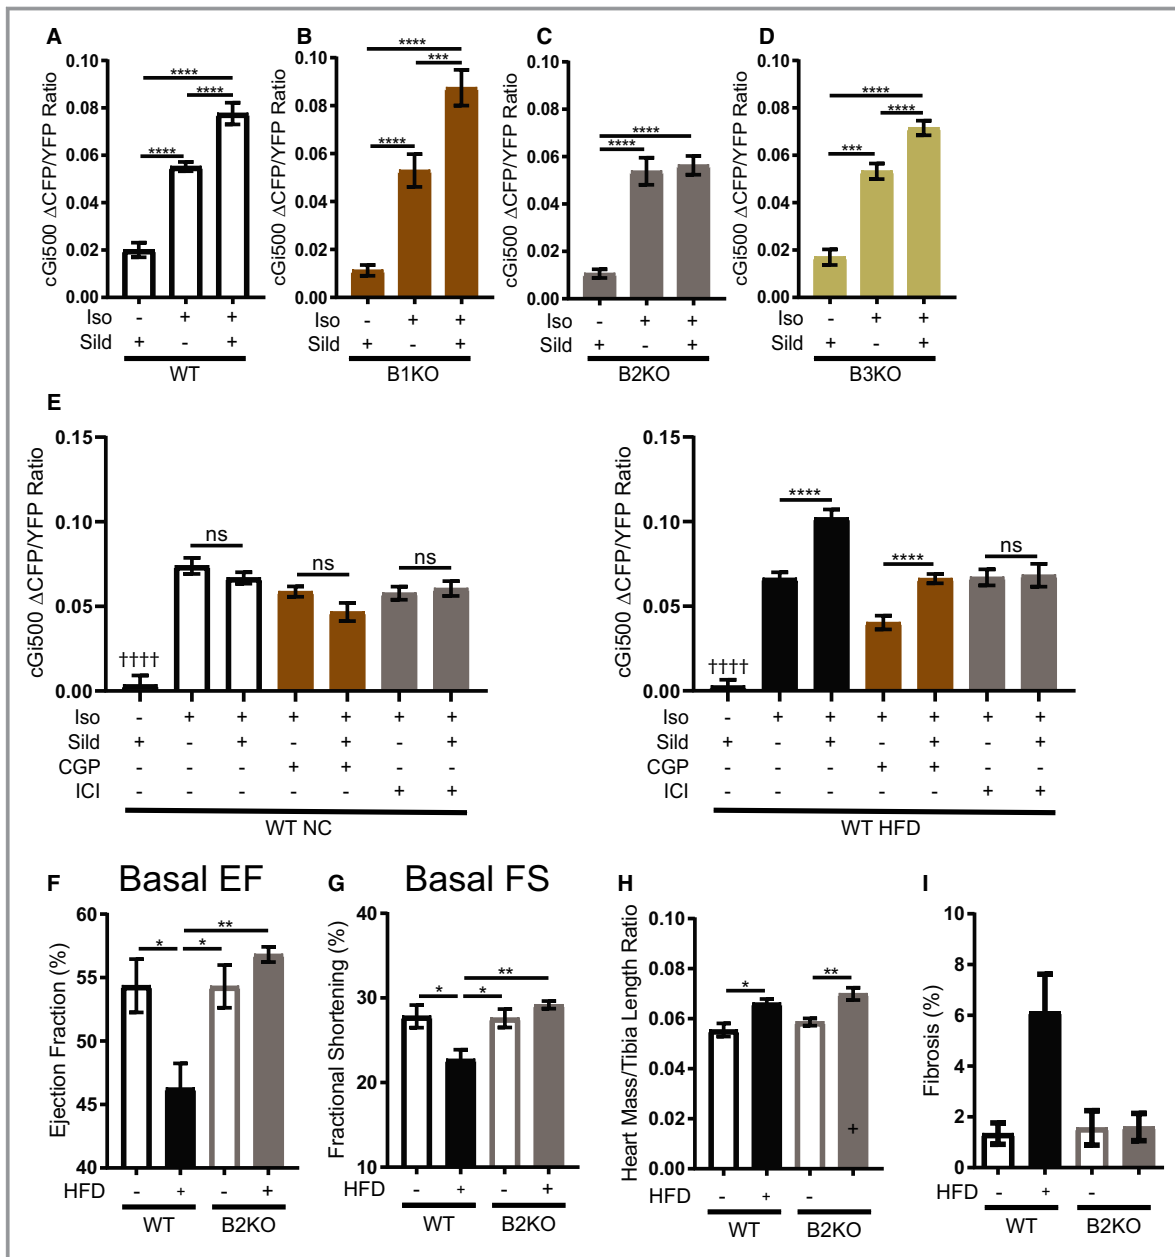 A
cGi500 ΔCFP/YFP Ratio
0.10
0.08
0.06
0.04
0.02
0.00
****
****
****
Iso - + +
Sild + - +
WT
B
cGi500 ΔCFP/YFP Ratio
0.10
0.08
0.06
0.04
0.02
0.00
****
***
****
+ +
-
Iso
Sild + - +
B1KO
C
cGi500 ΔCFP/YFP Ratio
0.10
0.08
0.06
0.04
0.02
0.00
****
****
Iso - + +
Sild + - +
B2KO
D
cGi500 ΔCFP/YFP Ratio
0.10
0.08
0.06
0.04
0.02
0.00
****
****
***
Iso - + +
Sild + - +
B3KO
E
cGi500 ΔCFP/YFP Ratio
0.15
0.10
0.05
0.00
††††
ns
ns
ns
Iso - + + + + + +
Sild + - + - + - +
CGP - - - + + - -
ICI - - - - - + +
WT NC
cGi500 ΔCFP/YFP Ratio
0.15
0.10
0.05
0.00
††††
****
****
ns
Iso - + + + + + +
Sild + - + - + - +
CGP - - - + + - -
ICI - - - - - + +
WT HFD
F
Basal EF
Ejection Fraction (%)
60
55
50
45
40
**
* *
HFD - + - +
WT B2KO
G
Basal FS
Fractional Shortening (%)
40
30
20
10
**
* *
HFD - + - +
WT B2KO
H
Heart Mass/Tibia Length Ratio
0.10
0.08
0.06
0.04
0.02
0.00
* **
+
HFD - + -
WT B2KO
I
Fibrosis (%)
10
8
6
4
2
0
HFD - + -
WT B2KO